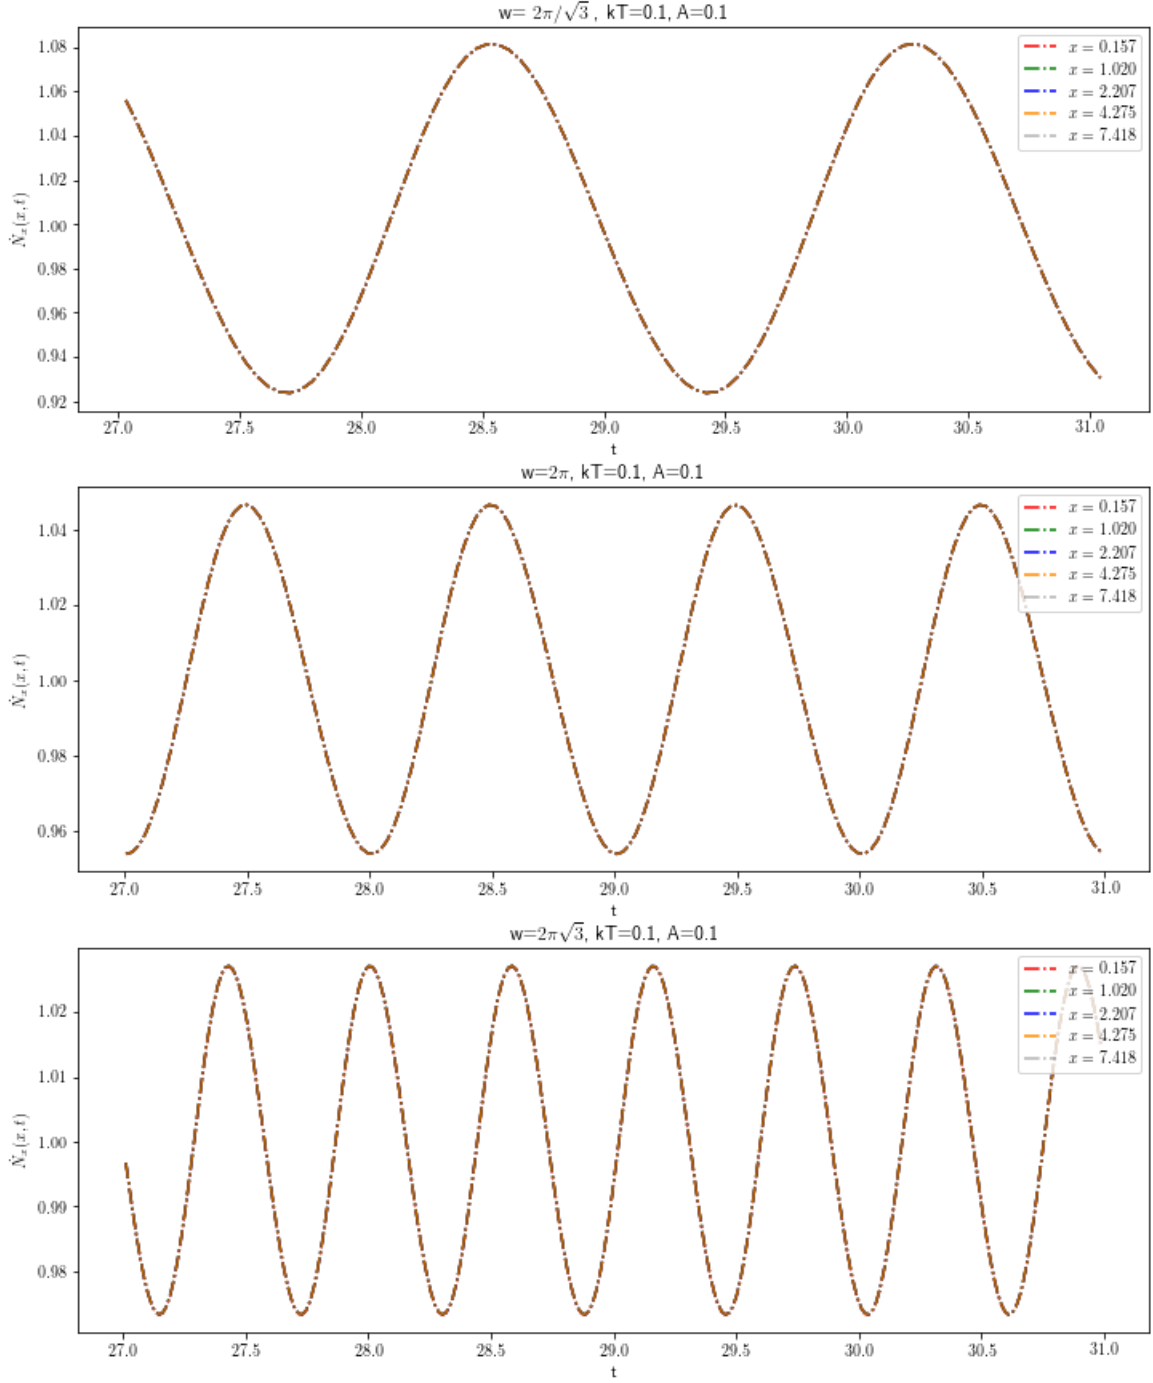 w= 2π/√3 , kT=0.1, A=0.1
1.08
1.06
1.04
1.02
1.00
0.98
0.96
0.94
0.92
Ṅₓ(x, t)
x = 0.157
x = 1.020
x = 2.207
x = 4.275
x = 7.418
27.0 27.5 28.0 28.5 29.0 29.5 30.0 30.5 31.0
t
w=2π, kT=0.1, A=0.1
1.04
1.02
1.00
0.98
0.96
Ṅₓ(x, t)
x = 0.157
x = 1.020
x = 2.207
x = 4.275
x = 7.418
27.0 27.5 28.0 28.5 29.0 29.5 30.0 30.5 31.0
t
w=2π√3, kT=0.1, A=0.1
1.02
1.01
1.00
0.99
0.98
Ṅₓ(x, t)
x = 0.157
x = 1.020
x = 2.207
x = 4.275
x = 7.418
27.0 27.5 28.0 28.5 29.0 29.5 30.0 30.5 31.0
t